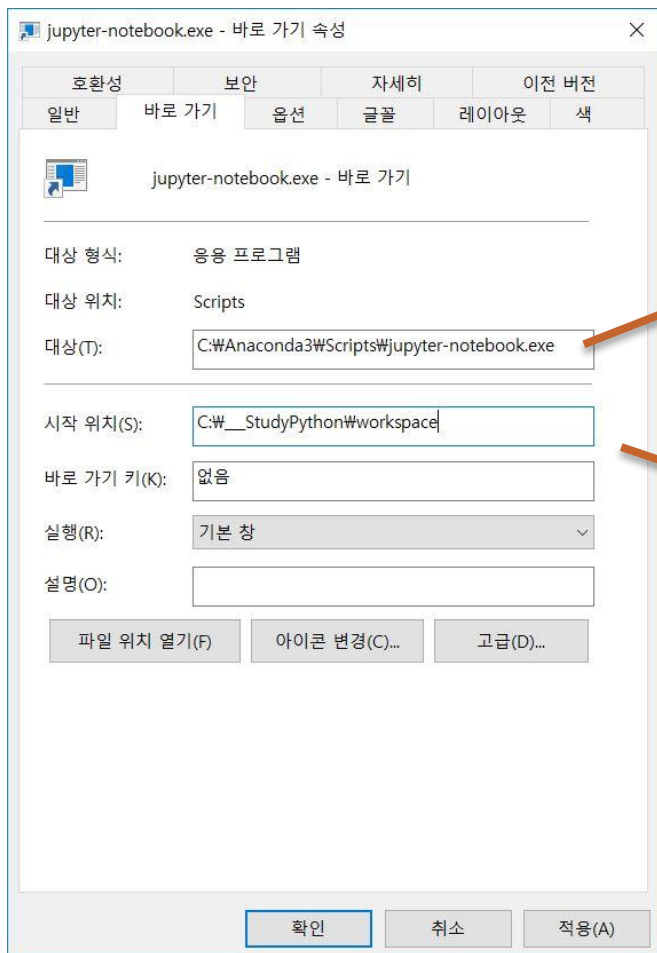 jupyter-notebook.exe - 바로 가기 속성
호환성 보안 자세히 이전 버전
일반 바로 가기 옵션 글꼴 레이아웃 색
jupyter-notebook.exe - 바로 가기
대상 형식: 응용 프로그램
대상 위치: Scripts
대상(T): C:₩Anaconda3₩Scripts₩jupyter-notebook.exe
시작 위치(S): C:₩__StudyPython₩workspace
바로 가기 키(K): 없음
실행(R): 기본 창
설명(O):
파일 위치 열기(F) 아이콘 변경(C)... 고급(D)...
확인 취소 적용(A)